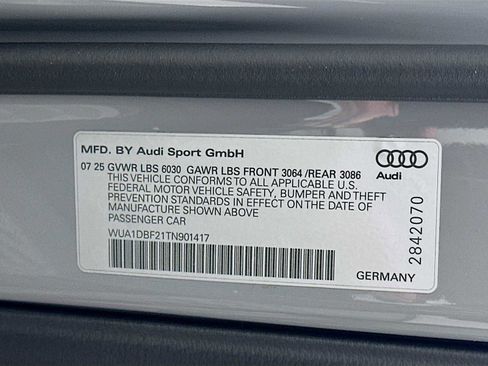 MFD. BY Audi Sport GmbH
07 25 GVWR LBS 6030 GAWR LBS FRONT 3064 /REAR 3086
THIS VEHICLE CONFORMS TO ALL APPLICABLE U.S.
FEDERAL MOTOR VEHICLE SAFETY, BUMPER AND THEFT
PREVENTION STANDARDS IN EFFECT ON THE DATE OF
MANUFACTURE SHOWN ABOVE
PASSENGER CAR
WUA1DBF21TN901417
Audi
2842070
GERMANY